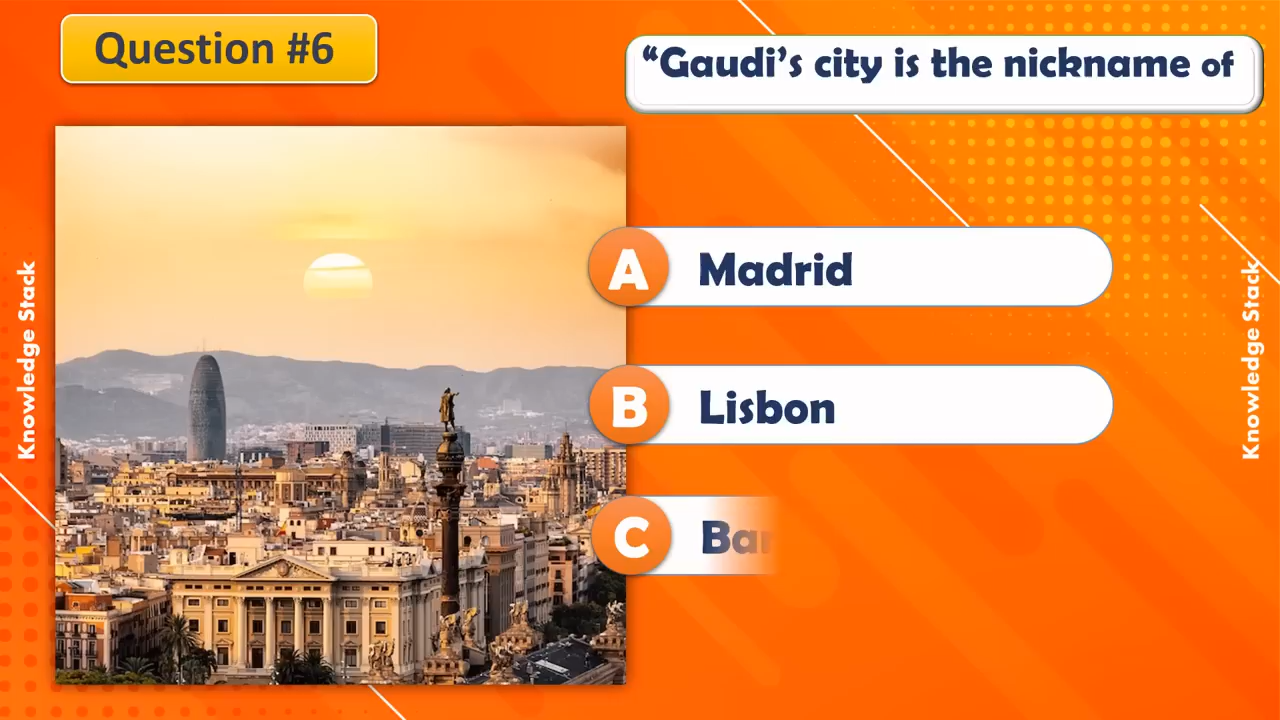 Question #6
“Gaudi’s city is the nickname of
A Madrid
B Lisbon
C
Knowledge Stack
Knowledge Stack